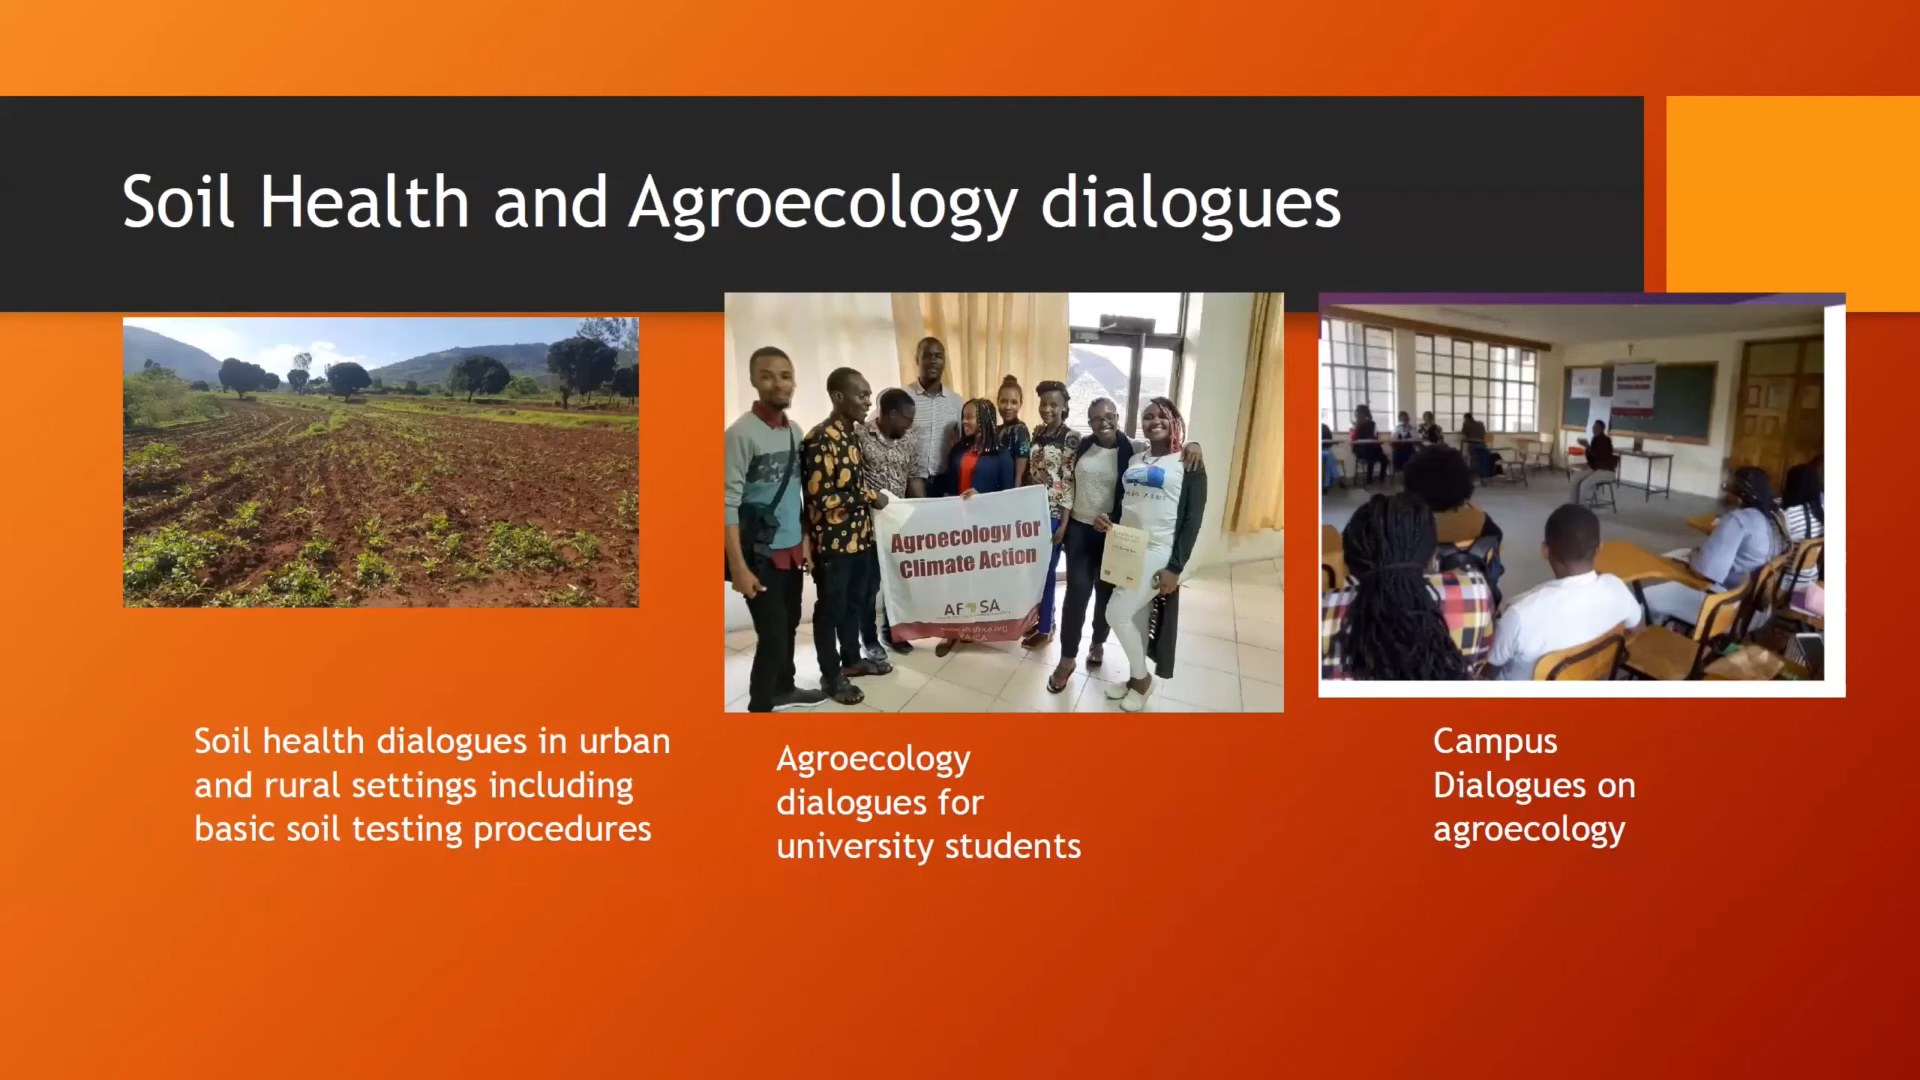 Soil Health and Agroecology dialogues
Agroecology for
Climate Action
AFSA
Soil health dialogues in urban
and rural settings including
basic soil testing procedures
Agroecology
dialogues for
university students
Campus
Dialogues on
agroecology